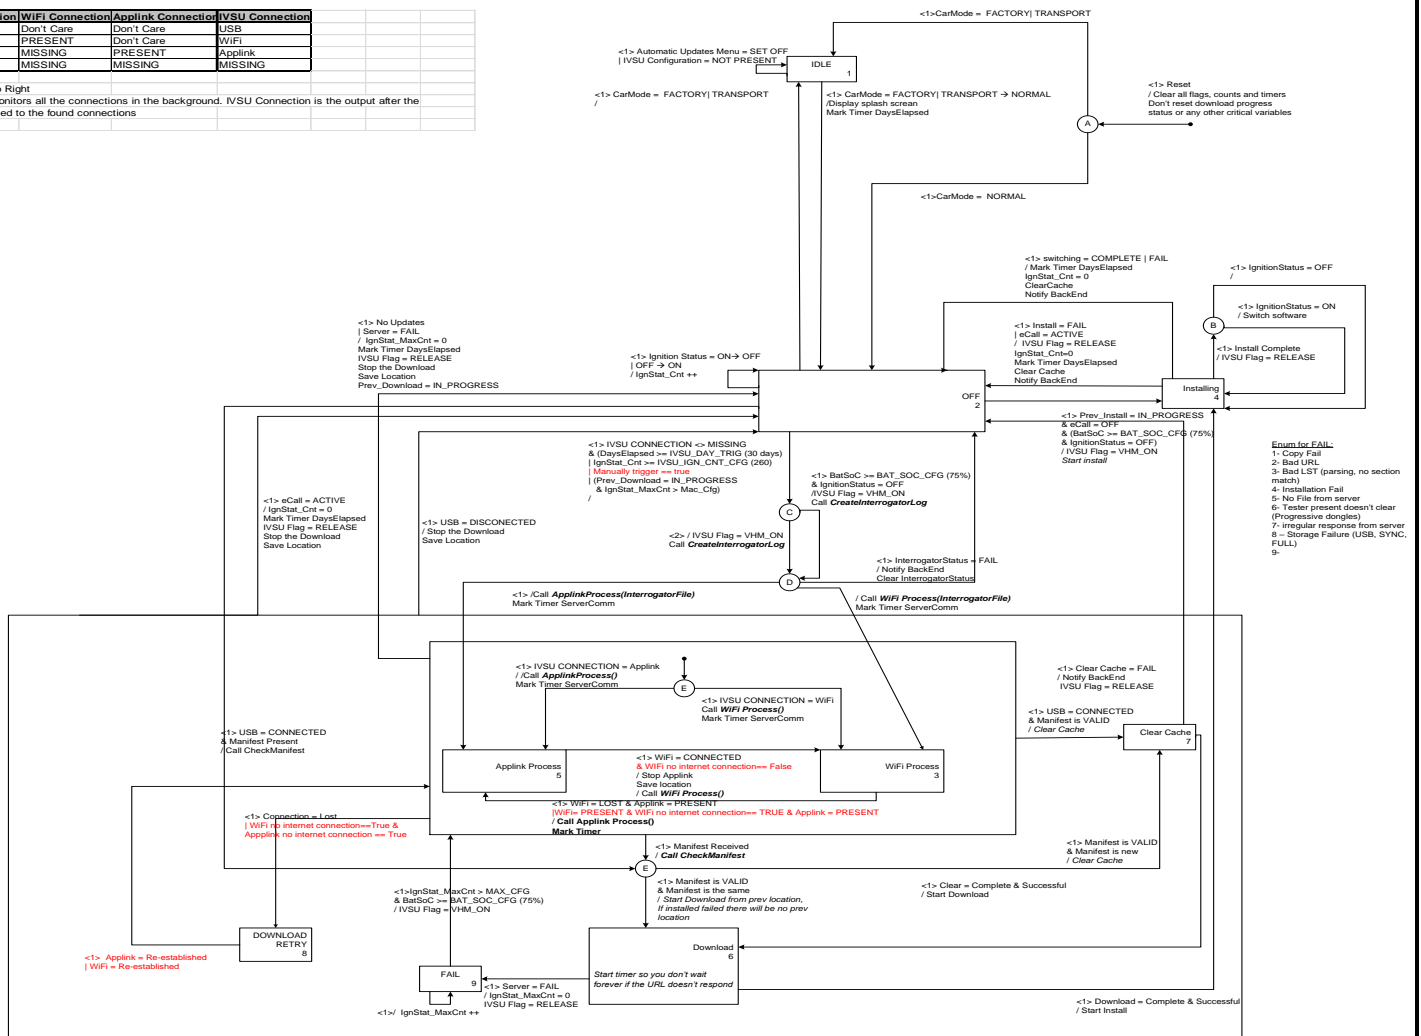 ion WiFi Connection Applink Connection IVSU Connection
Don't Care Don't Care USB
PRESENT Don't Care WiFi
MISSING PRESENT Applink
MISSING MISSING MISSING
Right
onitors all the connections in the background. IVSU Connection is the output after the
ed to the found connections
<1>CarMode = FACTORY| TRANSPORT
<1> Automatic Updates Menu = SET OFF
| IVSU Configuration = NOT PRESENT
IDLE
1
<1> CarMode = FACTORY| TRANSPORT
/
<1> CarMode = FACTORY| TRANSPORT → NORMAL
/Display splash screan
Mark Timer DaysElapsed
<1> Reset
/ Clear all flags, counts and timers
Don't reset download progress
status or any other critical variables
A
<1>CarMode = NORMAL
<1> switching = COMPLETE | FAIL
/ Mark Timer DaysElapsed
IgnStat_Cnt = 0
ClearCache
Notify BackEnd
<1> IgnitionStatus = OFF
/
<1> IgnitionStatus = ON
/ Switch software
B
<1> Install Complete
/ IVSU Flag = RELEASE
<1> Install = FAIL
| eCall = ACTIVE
/ IVSU Flag = RELEASE
IgnStat_Cnt=0
Mark Timer DaysElapsed
Clear Cache
Notify BackEnd
Installing
4
<1> No Updates
| Server = FAIL
/ IgnStat_MaxCnt = 0
Mark Timer DaysElapsed
IVSU Flag = RELEASE
Stop the Download
Save Location
Prev_Download = IN_PROGRESS
<1> Ignition Status = ON→ OFF
| OFF → ON
/ IgnStat_Cnt ++
OFF
2
<1> Prev_Install = IN_PROGRESS
& eCall = OFF
& (BatSoC >= BAT_SOC_CFG (75%)
& IgnitionStatus = OFF)
/ IVSU Flag = VHM_ON
Start install
<1> IVSU CONNECTION <> MISSING
& (DaysElapsed >= IVSU_DAY_TRIG (30 days)
| IgnStat_Cnt >= IVSU_IGN_CNT_CFG (260)
| Manually trigger == true
| (Prev_Download = IN_PROGRESS
& IgnStat_MaxCnt > Mac_Cfg)
/
<1> BatSoC >= BAT_SOC_CFG (75%)
& IgnitionStatus = OFF
/IVSU Flag = VHM_ON
Call CreateInterrogatorLog
Enum for FAIL:
1- Copy Fail
2- Bad URL
3- Bad LST (parsing, no section
match)
4- Installation Fail
5- No File from server
6- Tester present doesn't clear
(Progressive dongles)
7- irregular response from server
8 – Storage Failure (USB, SYNC,
FULL)
9-
<1> eCall = ACTIVE
/ IgnStat_Cnt = 0
Mark Timer DaysElapsed
IVSU Flag = RELEASE
Stop the Download
Save Location
<1> USB = DISCONECTED
/ Stop the Download
Save Location
C
<2> / IVSU Flag = VHM_ON
Call CreateInterrogatorLog
<1> InterrogatorStatus = FAIL
/ Notify BackEnd
Clear InterrogatorStatus
D
<1> /Call ApplinkProcess(InterrogatorFile)
Mark Timer ServerComm
/ Call WiFi Process(InterrogatorFile)
Mark Timer ServerComm
<1> IVSU CONNECTION = Applink
/ /Call ApplinkProcess()
Mark Timer ServerComm
E
<1> IVSU CONNECTION = WiFi
Call WiFi Process()
Mark Timer ServerComm
<1> Clear Cache = FAIL
/ Notify BackEnd
IVSU Flag = RELEASE
<1> USB = CONNECTED
& Manifest is VALID
/ Clear Cache
Clear Cache
7
<1> USB = CONNECTED
& Manifest Present
/ Call CheckManifest
Applink Process
5
<1> WiFi = CONNECTED
& WIFi no internet connection== False
/ Stop Applink
Save location
/ Call WiFi Process()
WiFi Process
3
<1> WiFi = LOST & Applink = PRESENT
|WiFi= PRESENT & WIFi no internet connection== TRUE & Applink = PRESENT
/ Call Applink Process()
Mark Timer
<1> Connection = Lost
| WiFi no internet connection==True &
Appplink no internet connection == True
<1> Manifest Received
/ Call CheckManifest
E
<1> Manifest is VALID
& Manifest is new
/ Clear Cache
<1> Manifest is VALID
& Manifest is the same
/ Start Download from prev location,
If installed failed there will be no prev
location
<1> Clear = Complete & Successful
/ Start Download
<1>IgnStat_MaxCnt > MAX_CFG
& BatSoC >= BAT_SOC_CFG (75%)
/ IVSU Flag = VHM_ON
DOWNLOAD
RETRY
8
<1> Applink = Re-established
| WiFi = Re-established
Download
6
Start timer so you don't wait
forever if the URL doesn't respond
FAIL
9
<1> Server = FAIL
/ IgnStat_MaxCnt = 0
IVSU Flag = RELEASE
<1>/ IgnStat_MaxCnt ++
<1> Download = Complete & Successful
/ Start Install